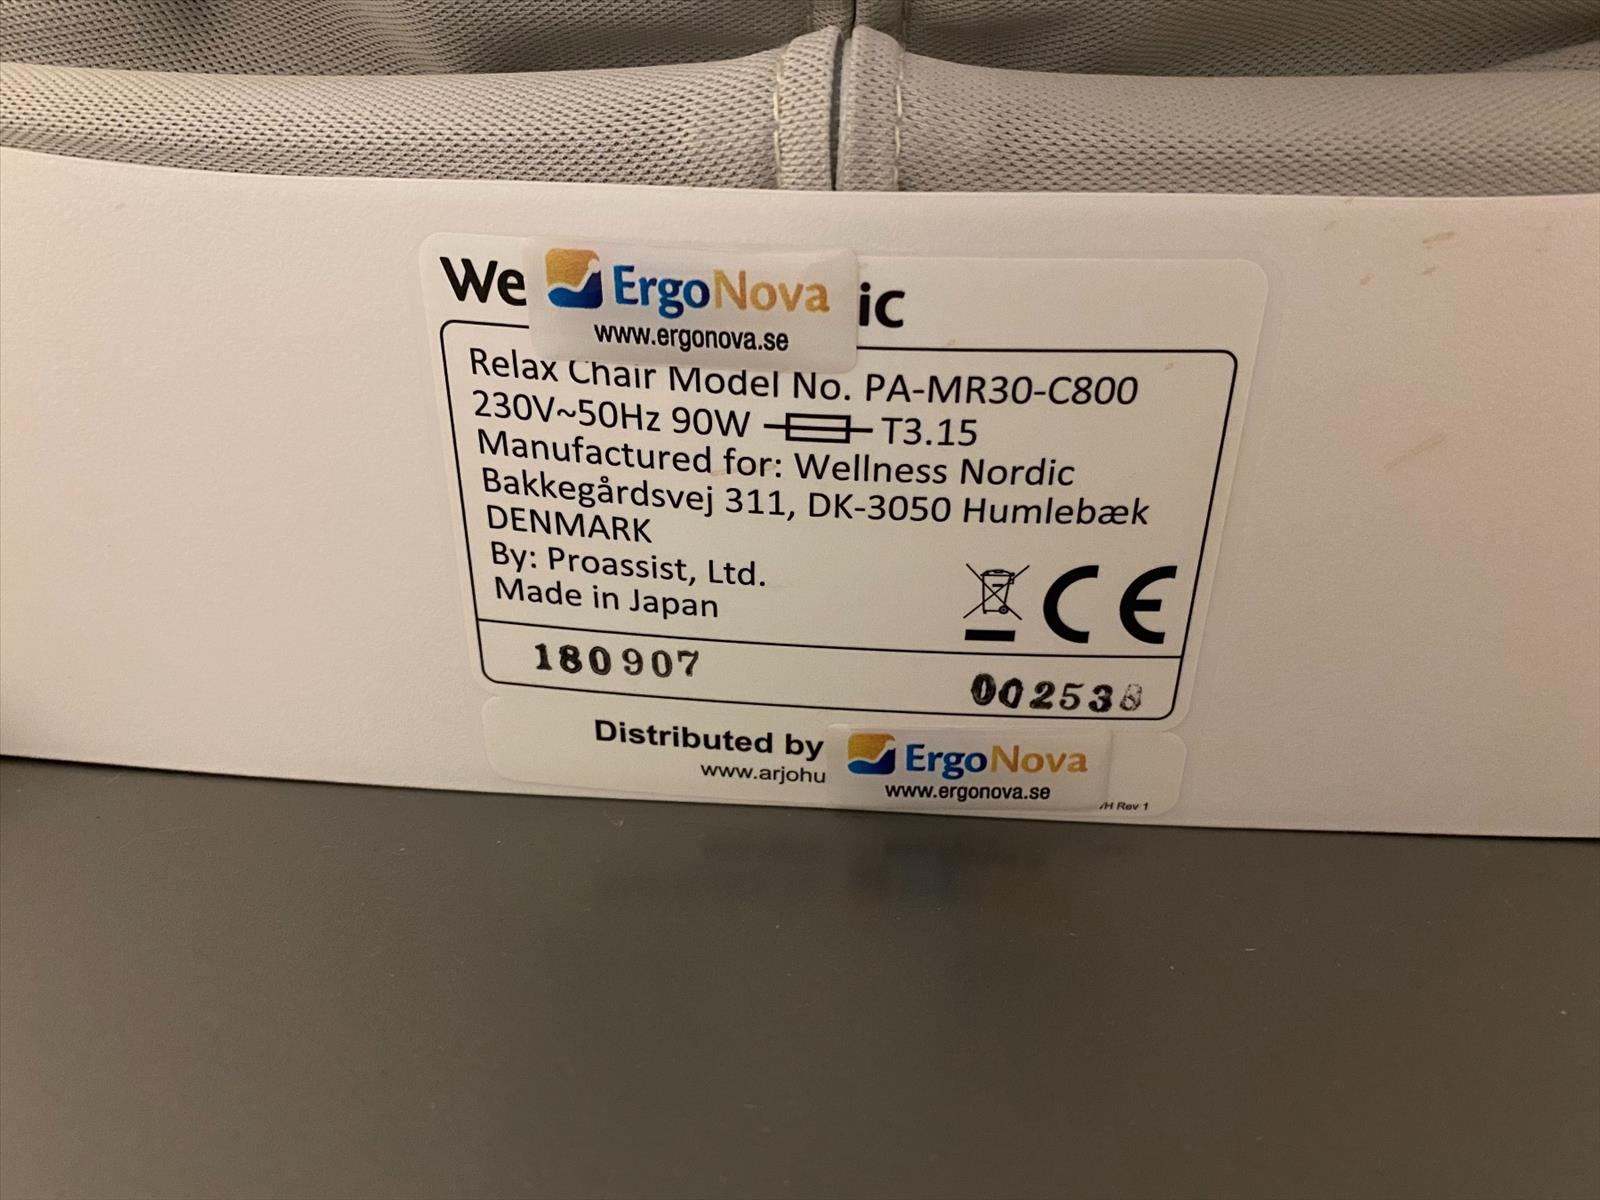 We
ErgoNova
ic
www.ergonova.se
Relax Chair Model No. PA-MR30-C800
230V~50Hz 90W T3.15
Manufactured for: Wellness Nordic
Bakkegårdsvej 311, DK-3050 Humlebæk
DENMARK
By: Proassist, Ltd.
Made in Japan
CE
180907
002538
Distributed by
www.arjohu
ErgoNova
www.ergonova.se
/H Rev 1